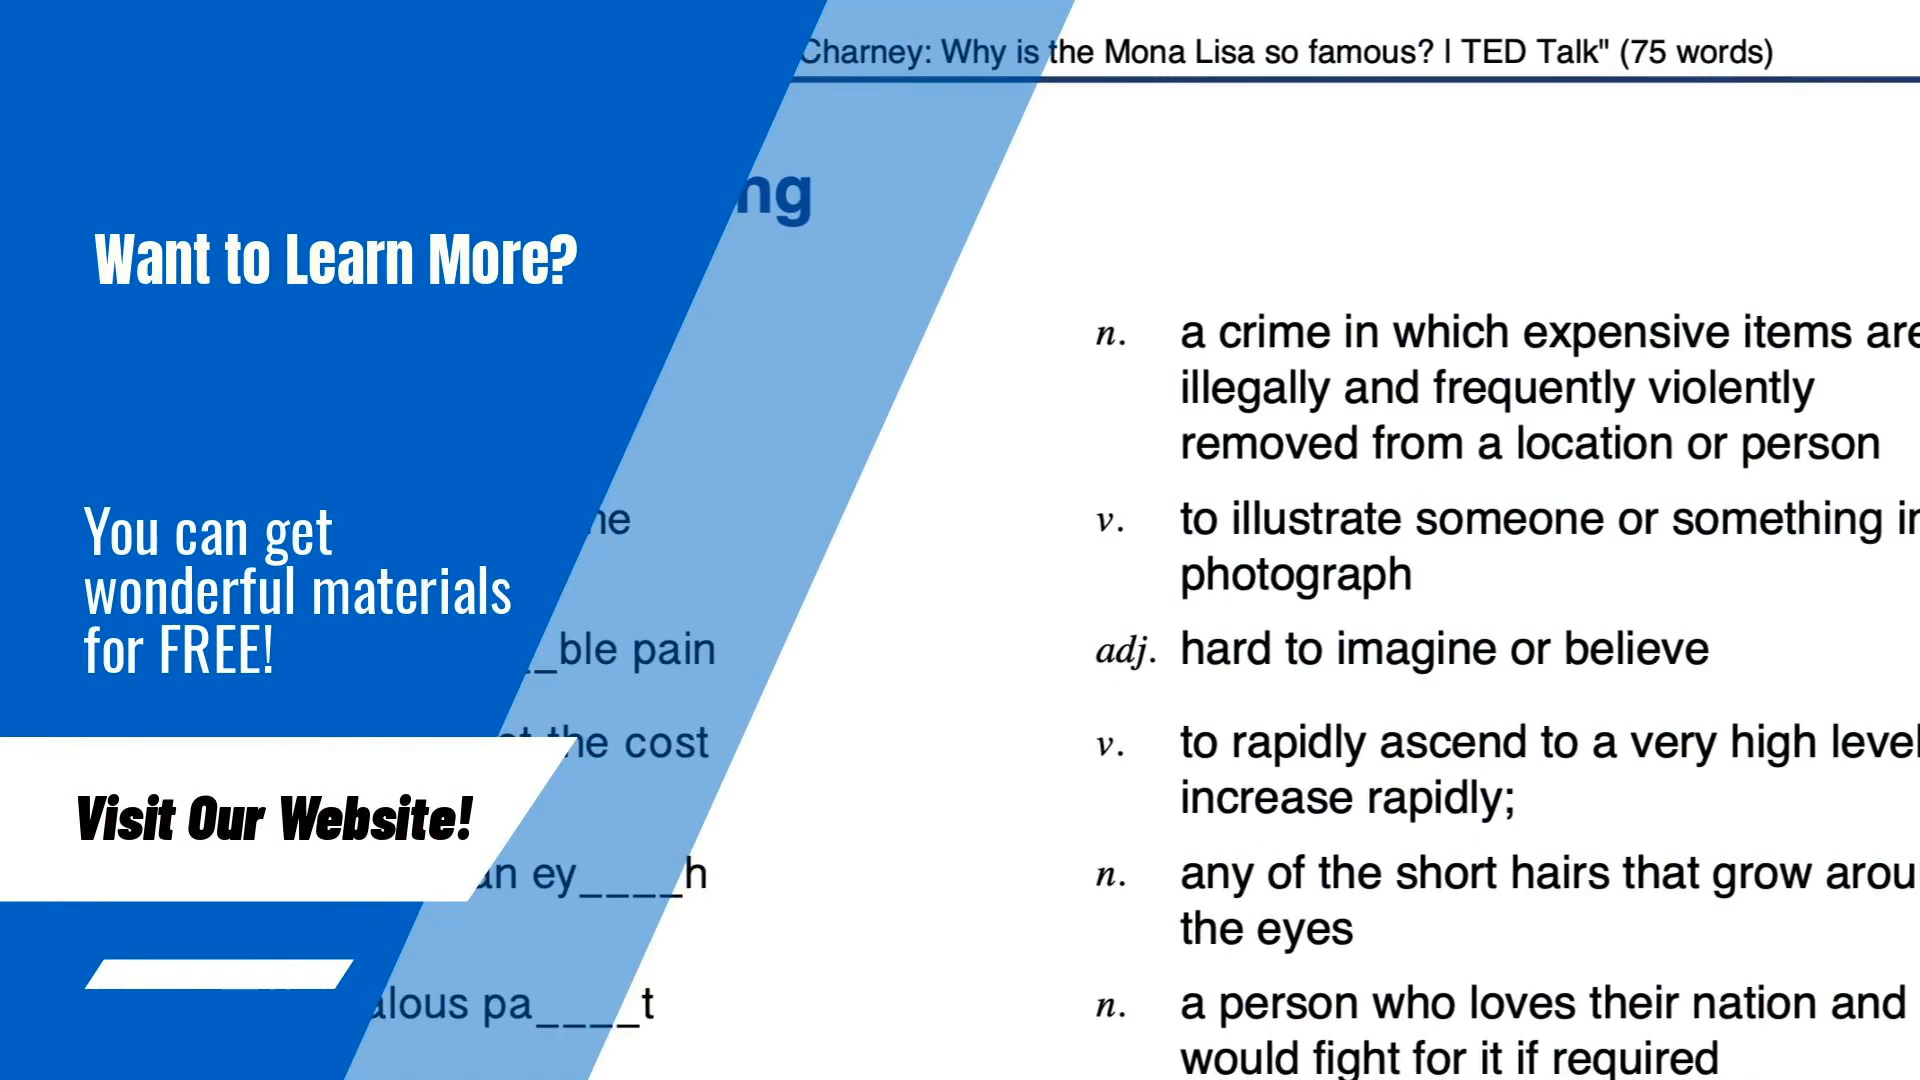 Charney: Why is the Mona Lisa so famous? | TED Talk" (75 words)
Want to Learn More?
You can get
wonderful materials
for FREE!
Visit Our Website!
n. a crime in which expensive items are
illegally and frequently violently
removed from a location or person
v. to illustrate someone or something in
photograph
_ble pain adj. hard to imagine or believe
the cost v. to rapidly ascend to a very high level
increase rapidly;
ey____h n. any of the short hairs that grow
the eyes
pa____t n. a person who loves their nation and
would fight for it if required